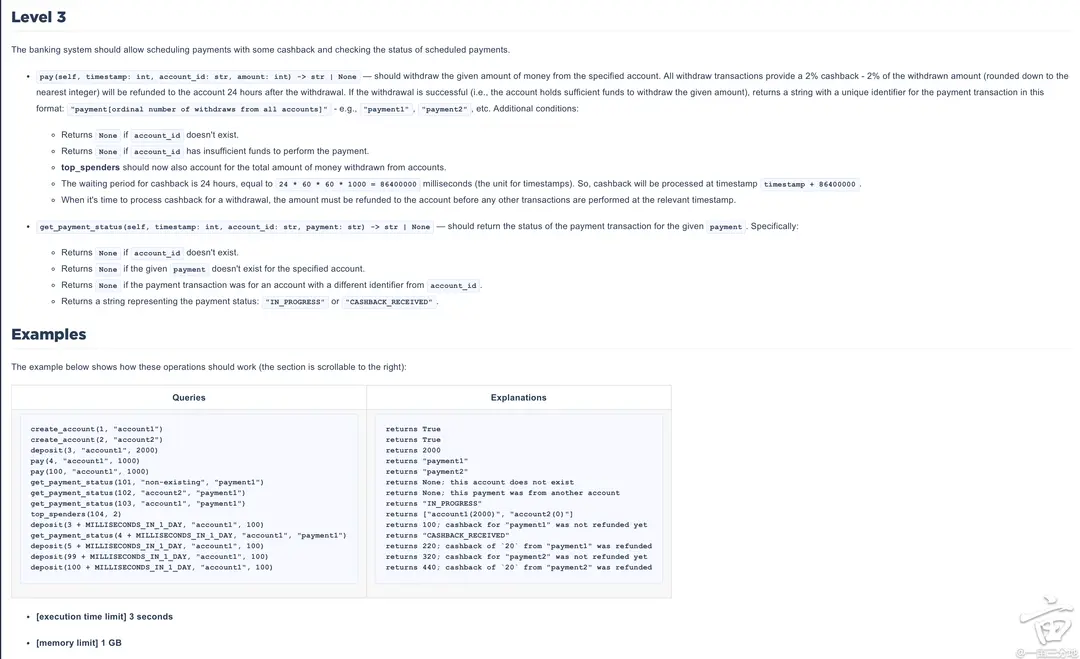 Level 3
The banking system should allow scheduling payments with some cashback and checking the status of scheduled payments.
• pay(self, timestamp: int, account_id: str, amount: int) -> str | None — should withdraw the given amount of money from the specified account. All withdraw transactions provide a 2% cashback - 2% of the withdrawn amount (rounded down to the
nearest integer) will be refunded to the account 24 hours after the withdrawal. If the withdrawal is successful (i.e., the account holds sufficient funds to withdraw the given amount), returns a string with a unique identifier for the payment transaction in this
format: "payment[ordinal number of withdraws from all accounts]" - e.g., "payment1", "payment2", etc. Additional conditions:
◦ Returns None if account_id doesn't exist.
◦ Returns None if account_id has insufficient funds to perform the payment.
◦ top_spenders should now also account for the total amount of money withdrawn from accounts.
◦ The waiting period for cashback is 24 hours, equal to 24 * 60 * 60 * 1000 = 86400000 milliseconds (the unit for timestamps). So, cashback will be processed at timestamp timestamp + 86400000.
◦ When it's time to process cashback for a withdrawal, the amount must be refunded to the account before any other transactions are performed at the relevant timestamp.
• get_payment_status(self, timestamp: int, account_id: str, payment: str) -> str | None — should return the status of the payment transaction for the given payment. Specifically:
◦ Returns None if account_id doesn't exist.
◦ Returns None if the given payment doesn't exist for the specified account.
◦ Returns None if the payment transaction was for an account with a different identifier from account_id.
◦ Returns a string representing the payment status: "IN_PROGRESS" or "CASHBACK_RECEIVED".
Examples
The example below shows how these operations should work (the section is scrollable to the right):
Queries
create_account(1, "account1")
create_account(2, "account2")
deposit(3, "account1", 2000)
pay(4, "account1", 1000)
pay(100, "account1", 1000)
get_payment_status(101, "non-existing", "payment1")
get_payment_status(102, "account2", "payment1")
get_payment_status(103, "account1", "payment1")
top_spenders(104, 2)
deposit(3 + MILLISECONDS_IN_1_DAY, "account1", 100)
get_payment_status(4 + MILLISECONDS_IN_1_DAY, "account1", "payment1")
deposit(5 + MILLISECONDS_IN_1_DAY, "account1", 100)
deposit(99 + MILLISECONDS_IN_1_DAY, "account1", 100)
deposit(100 + MILLISECONDS_IN_1_DAY, "account1", 100)
Explanations
returns True
returns True
returns 2000
returns "payment1"
returns "payment2"
returns None; this account does not exist
returns None; this payment was from another account
returns "IN_PROGRESS"
returns ["account1(2000)", "account2(0)"]
returns 100; cashback for "payment1" was not refunded yet
returns "CASHBACK_RECEIVED"
returns 220; cashback of `20` from "payment1" was refunded
returns 320; cashback for "payment2" was not refunded yet
returns 440; cashback of `20` from "payment2" was refunded
• [execution time limit] 3 seconds
• [memory limit] 1 GB